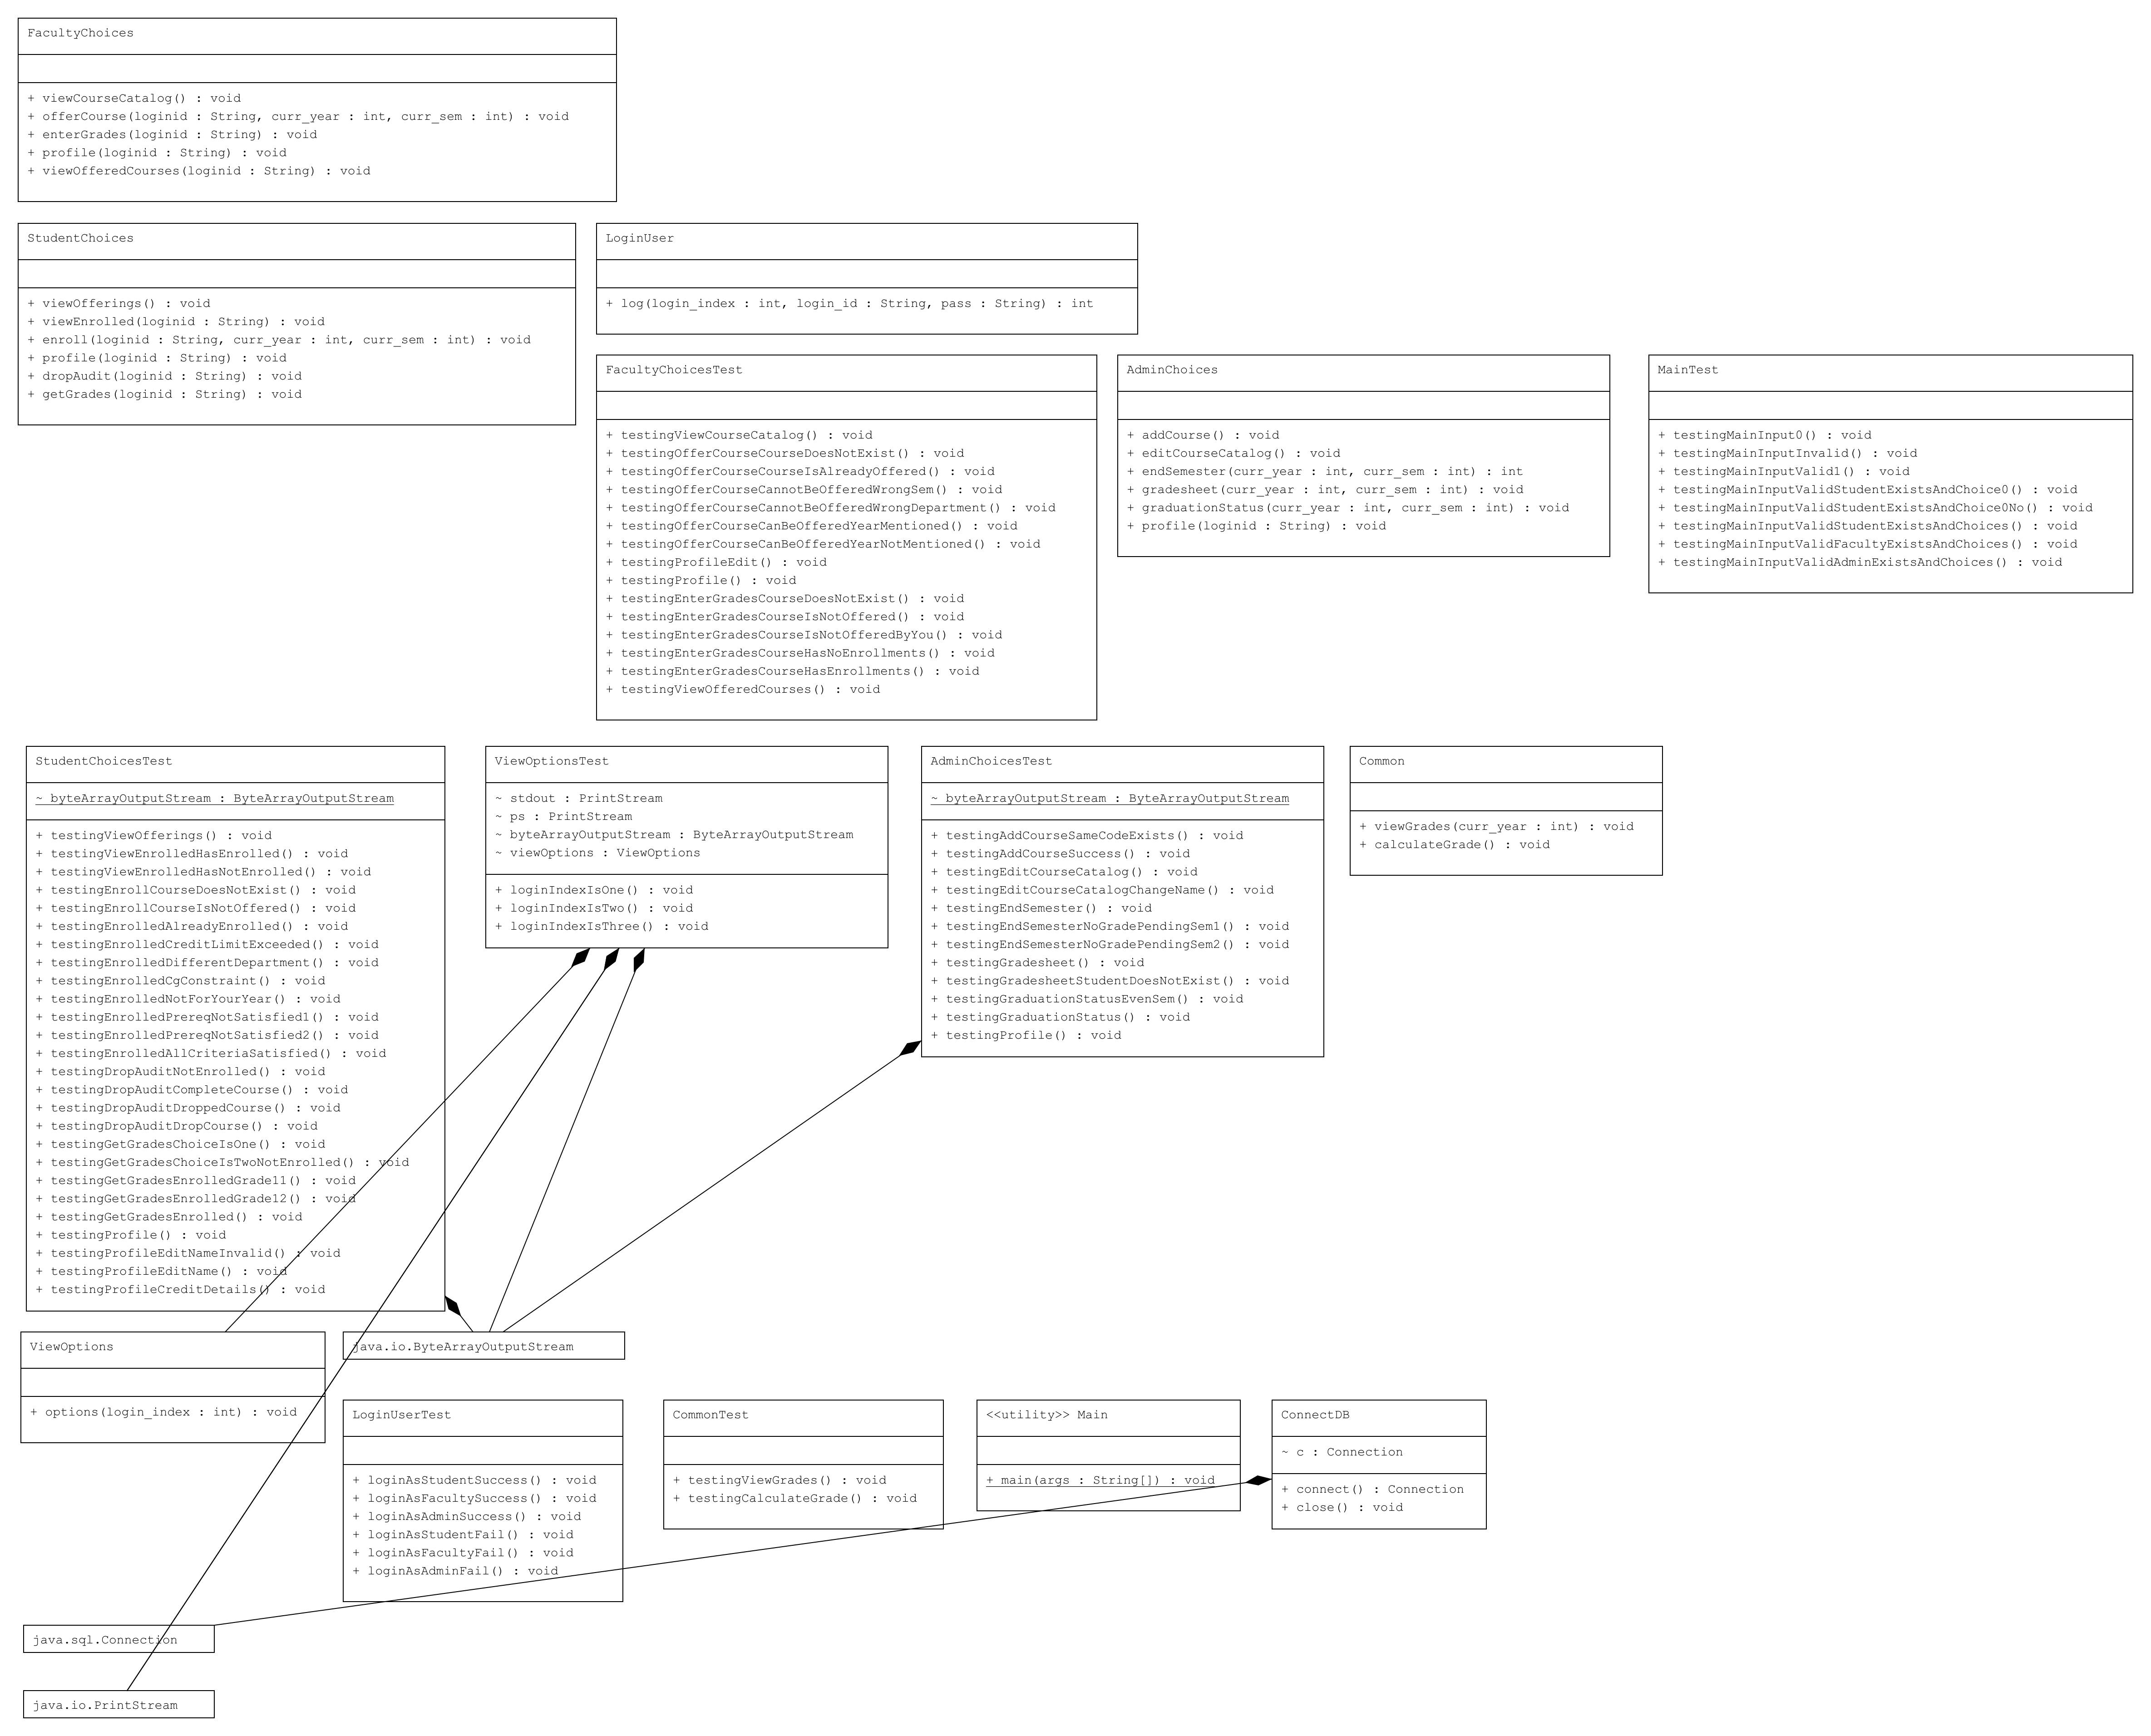 FacultyChoices
+ viewCourseCatalog() : void
+ offerCourse(loginid : String, curr_year : int, curr_sem : int) : void
+ enterGrades(loginid : String) : void
+ profile(loginid : String) : void
+ viewOfferedCourses(loginid : String) : void
StudentChoices
+ viewOfferings() : void
+ viewEnrolled(loginid : String) : void
+ enroll(loginid : String, curr_year : int, curr_sem : int) : void
+ profile(loginid : String) : void
+ dropAudit(loginid : String) : void
+ getGrades(loginid : String) : void
LoginUser
+ log(login_index : int, login_id : String, pass : String) : int
FacultyChoicesTest
+ testingViewCourseCatalog() : void
+ testingOfferCourseCourseDoesNotExist() : void
+ testingOfferCourseCourseIsAlreadyOffered() : void
+ testingOfferCourseCannotBeOfferedWrongSem() : void
+ testingOfferCourseCannotBeOfferedWrongDepartment() : void
+ testingOfferCourseCanBeOfferedYearMentioned() : void
+ testingOfferCourseCanBeOfferedYearNotMentioned() : void
+ testingProfileEdit() : void
+ testingProfile() : void
+ testingEnterGradesCourseDoesNotExist() : void
+ testingEnterGradesCourseIsNotOffered() : void
+ testingEnterGradesCourseIsNotOfferedByYou() : void
+ testingEnterGradesCourseHasNoEnrollments() : void
+ testingEnterGradesCourseHasEnrollments() : void
+ testingViewOfferedCourses() : void
AdminChoices
+ addCourse() : void
+ editCourseCatalog() : void
+ endSemester(curr_year : int, curr_sem : int) : int
+ gradesheet(curr_year : int, curr_sem : int) : void
+ graduationStatus(curr_year : int, curr_sem : int) : void
+ profile(loginid : String) : void
MainTest
+ testingMainInput0() : void
+ testingMainInputInvalid() : void
+ testingMainInputValid1() : void
+ testingMainInputValidStudentExistsAndChoice0() : void
+ testingMainInputValidStudentExistsAndChoice0No() : void
+ testingMainInputValidStudentExistsAndChoices() : void
+ testingMainInputValidFacultyExistsAndChoices() : void
+ testingMainInputValidAdminExistsAndChoices() : void
StudentChoicesTest
~ byteArrayOutputStream : ByteArrayOutputStream
+ testingViewOfferings() : void
+ testingViewEnrolledHasEnrolled() : void
+ testingViewEnrolledHasNotEnrolled() : void
+ testingEnrollCourseDoesNotExist() : void
+ testingEnrollCourseIsNotOffered() : void
+ testingEnrolledAlreadyEnrolled() : void
+ testingEnrolledCreditLimitExceeded() : void
+ testingEnrolledDifferentDepartment() : void
+ testingEnrolledCgConstraint() : void
+ testingEnrolledNotForYourYear() : void
+ testingEnrolledPrereqNotSatisfied1() : void
+ testingEnrolledPrereqNotSatisfied2() : void
+ testingEnrolledAllCriteriaSatisfied() : void
+ testingDropAuditNotEnrolled() : void
+ testingDropAuditCompleteCourse() : void
+ testingDropAuditDroppedCourse() : void
+ testingDropAuditDropCourse() : void
+ testingGetGradesChoiceIsOne() : void
+ testingGetGradesChoiceIsTwoNotEnrolled() : void
+ testingGetGradesEnrolledGrade11() : void
+ testingGetGradesEnrolledGrade12() : void
+ testingGetGradesEnrolled() : void
+ testingProfile() : void
+ testingProfileEditNameInvalid() : void
+ testingProfileEditName() : void
+ testingProfileCreditDetails() : void
ViewOptionsTest
~ stdout : PrintStream
~ ps : PrintStream
~ byteArrayOutputStream : ByteArrayOutputStream
~ viewOptions : ViewOptions
+ loginIndexIsOne() : void
+ loginIndexIsTwo() : void
+ loginIndexIsThree() : void
AdminChoicesTest
~ byteArrayOutputStream : ByteArrayOutputStream
+ testingAddCourseSameCodeExists() : void
+ testingAddCourseSuccess() : void
+ testingEditCourseCatalog() : void
+ testingEditCourseCatalogChangeName() : void
+ testingEndSemester() : void
+ testingEndSemesterNoGradePendingSem1() : void
+ testingEndSemesterNoGradePendingSem2() : void
+ testingGradesheet() : void
+ testingGradesheetStudentDoesNotExist() : void
+ testingGraduationStatusEvenSem() : void
+ testingGraduationStatus() : void
+ testingProfile() : void
Common
+ viewGrades(curr_year : int) : void
+ calculateGrade() : void
ViewOptions
+ options(login_index : int) : void
java.io.ByteArrayOutputStream
LoginUserTest
+ loginAsStudentSuccess() : void
+ loginAsFacultySuccess() : void
+ loginAsAdminSuccess() : void
+ loginAsStudentFail() : void
+ loginAsFacultyFail() : void
+ loginAsAdminFail() : void
CommonTest
+ testingViewGrades() : void
+ testingCalculateGrade() : void
<<utility>> Main
+ main(args : String[]) : void
ConnectDB
~ c : Connection
+ connect() : Connection
+ close() : void
java.sql.Connection
java.io.PrintStream